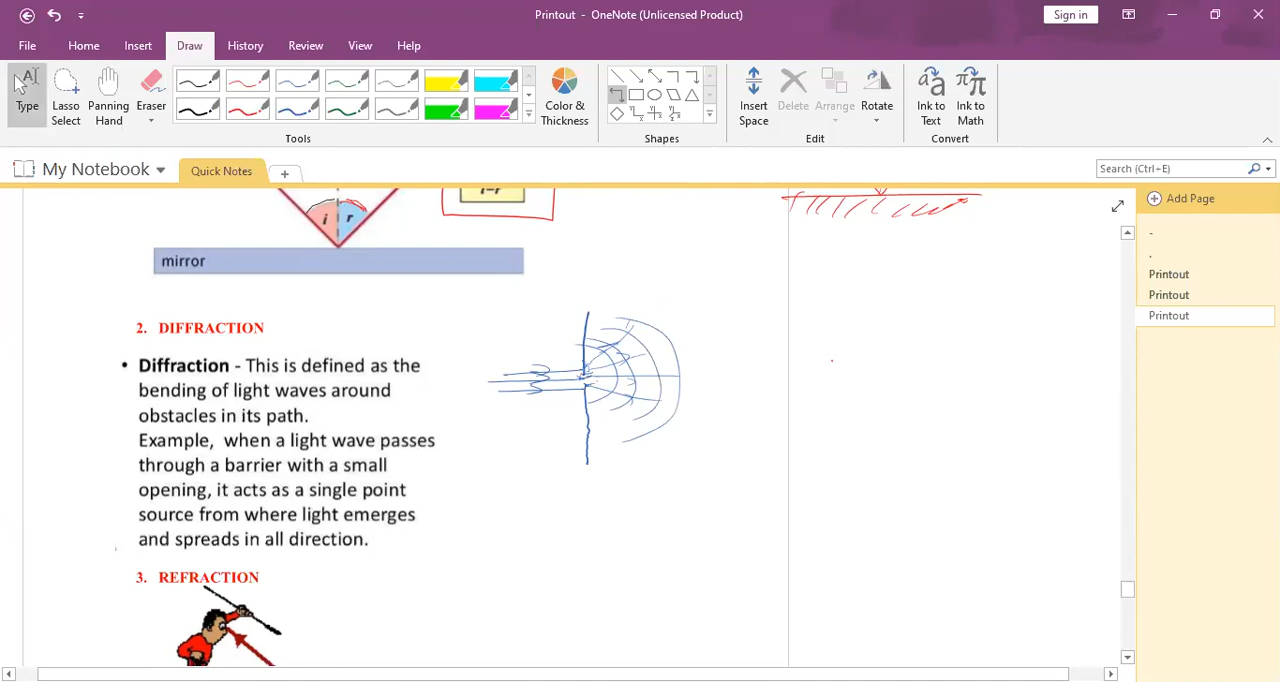 Printout - OneNote (Unlicensed Product)
Sign in
File Home Insert Draw History Review View Help
Type
Lasso Select
Panning Hand
Eraser
Color & Thickness
Insert Space
Delete
Arrange
Rotate
Ink to Text
Ink to Math
Tools
Shapes
Edit
Convert
My Notebook
Quick Notes
Search (Ctrl+E)
Add Page
-
.
Printout
Printout
Printout
i r
i=r
mirror
2. DIFFRACTION
• Diffraction - This is defined as the
bending of light waves around
obstacles in its path.
Example, when a light wave passes
through a barrier with a small
opening, it acts as a single point
source from where light emerges
and spreads in all direction.
3. REFRACTION